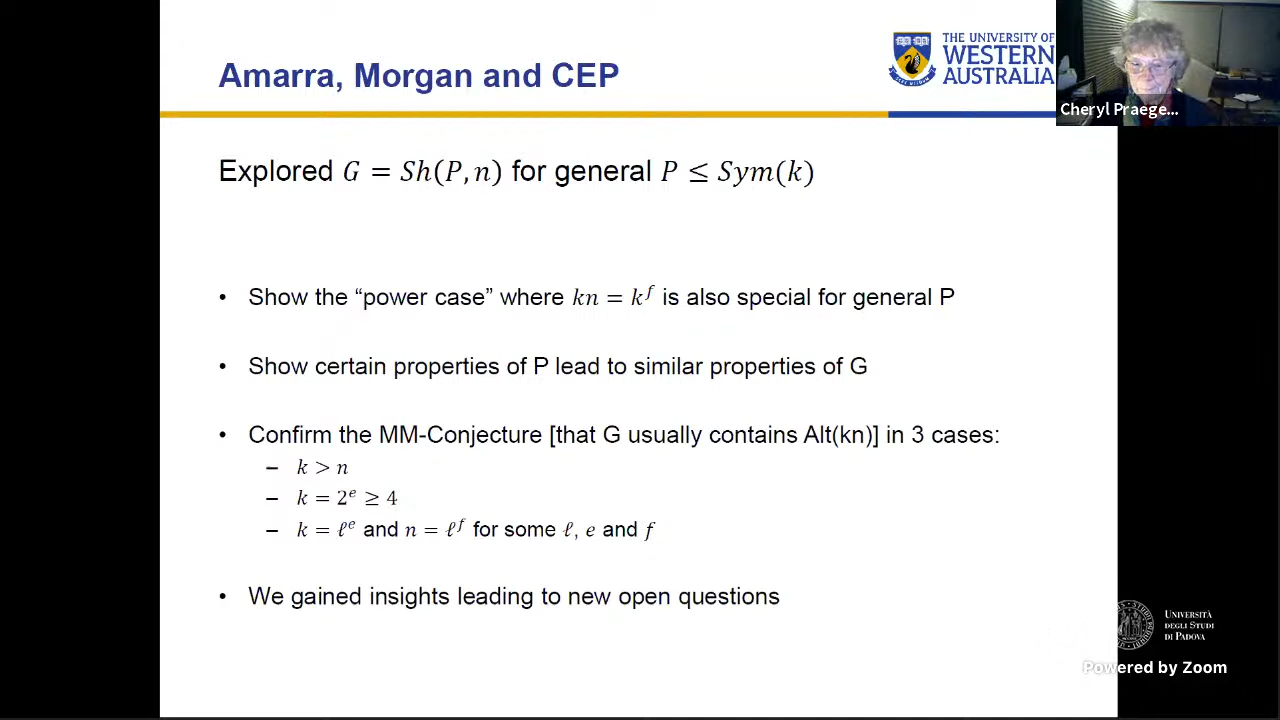 Amarra, Morgan and CEP
THE UNIVERSITY OF
WESTERN
AUSTRALIA
Cheryl Praege...
Explored G = Sh(P, n) for general P ≤ Sym(k)
• Show the “power case” where kn = k^f is also special for general P
• Show certain properties of P lead to similar properties of G
• Confirm the MM-Conjecture [that G usually contains Alt(kn)] in 3 cases:
– k > n
– k = 2^e ≥ 4
– k = ℓ^e and n = ℓ^f for some ℓ, e and f
• We gained insights leading to new open questions
UNIVERSITÀ
DEGLI STUDI
DI PADOVA
Powered by Zoom